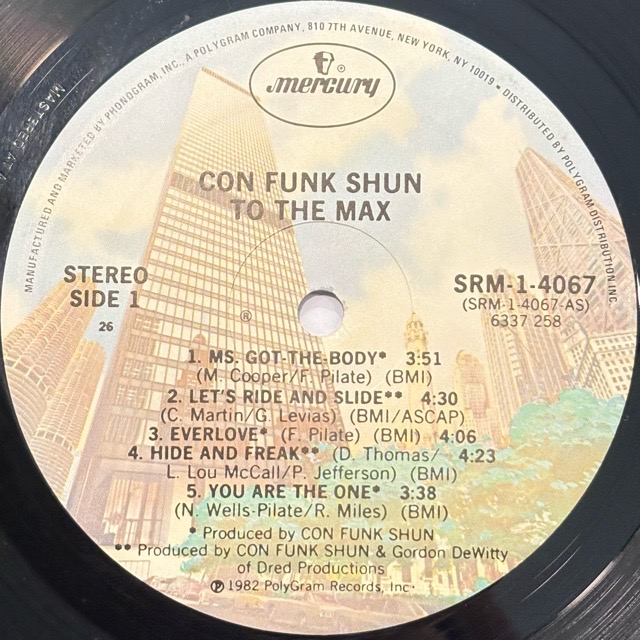 MANUFACTURED AND MARKETED BY PHONOGRAM, INC., A POLYGRAM COMPANY, 810 7TH AVENUE, NEW YORK, NY 10019 • DISTRIBUTED BY POLYGRAM DISTRIBUTION, INC.
mercury
CON FUNK SHUN
TO THE MAX
STEREO
SIDE 1
26
SRM-1-4067
(SRM-1-4067-AS)
6337 258
®
1. MS. GOT-THE-BODY* 3:51
(M. Cooper/F. Pilate) (BMI)
2. LET'S RIDE AND SLIDE** 4:30
(C. Martin/G. Levias) (BMI/ASCAP)
3. EVERLOVE* (F. Pilate) (BMI) 4:06
4. HIDE AND FREAK** (D. Thomas/ 4:23
L. Lou McCall/P. Jefferson) (BMI)
5. YOU ARE THE ONE* 3:38
(N. Wells-Pilate/R. Miles) (BMI)
* Produced by CON FUNK SHUN
** Produced by CON FUNK SHUN & Gordon DeWitty
of Dred Productions
℗ 1982 PolyGram Records, Inc.